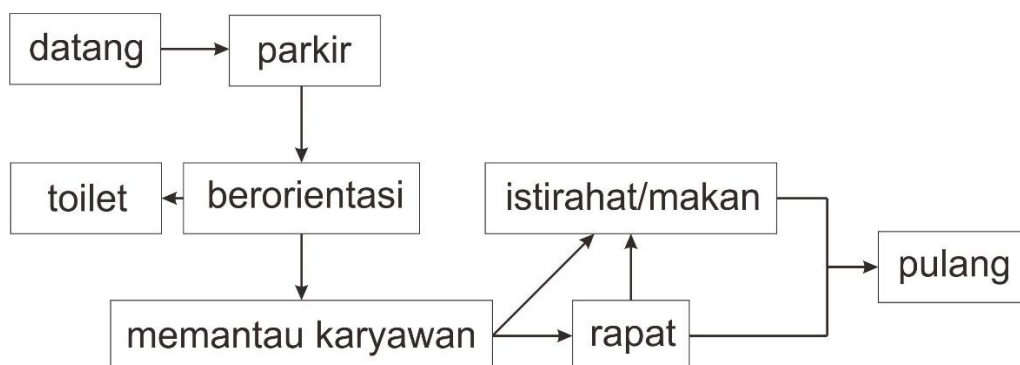 datang
parkir
toilet
berorientasi
istirahat/makan
pulang
memantau karyawan
rapat